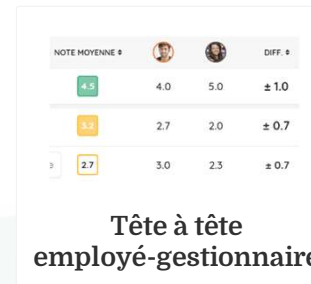 NOTE MOYENNE DIFF.
4.5 4.0 5.0 ± 1.0
3.2 2.7 2.0 ± 0.7
2.7 3.0 2.3 ± 0.7
Tête à tête
employé-gestionnaire